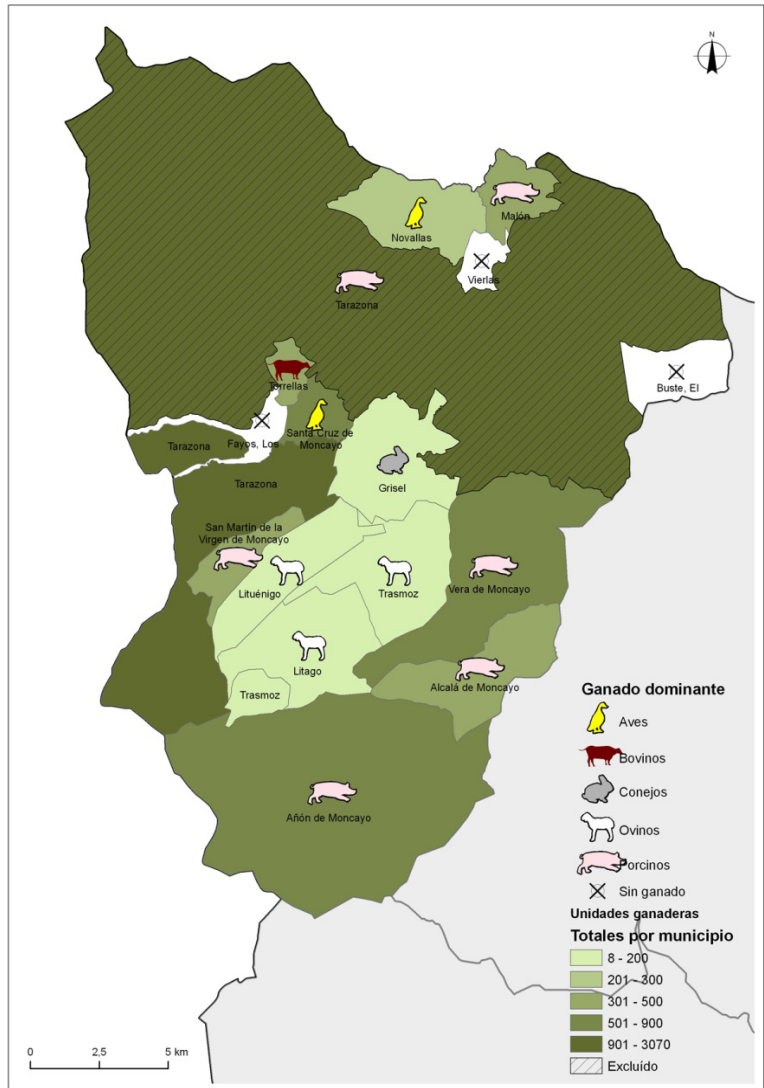 N
Novallas
Malón
Vierlas
Tarazona
Buste, El
Torrellas
Tarazona
Fayos, Los
Santa Cruz de
Moncayo
Tarazona
Grisel
San Martín de la
Virgen de Moncayo
Lituénigo
Trasmoz
Vera de Moncayo
Litago
Trasmoz
Alcalá de Moncayo
Añón de Moncayo
Ganado dominante
Aves
Bovinos
Conejos
Ovinos
Porcinos
Sin ganado
Unidades ganaderas
Totales por municipio
8 - 200
201 - 300
301 - 500
501 - 900
901 - 3070
Excluído
0 2,5 5 km